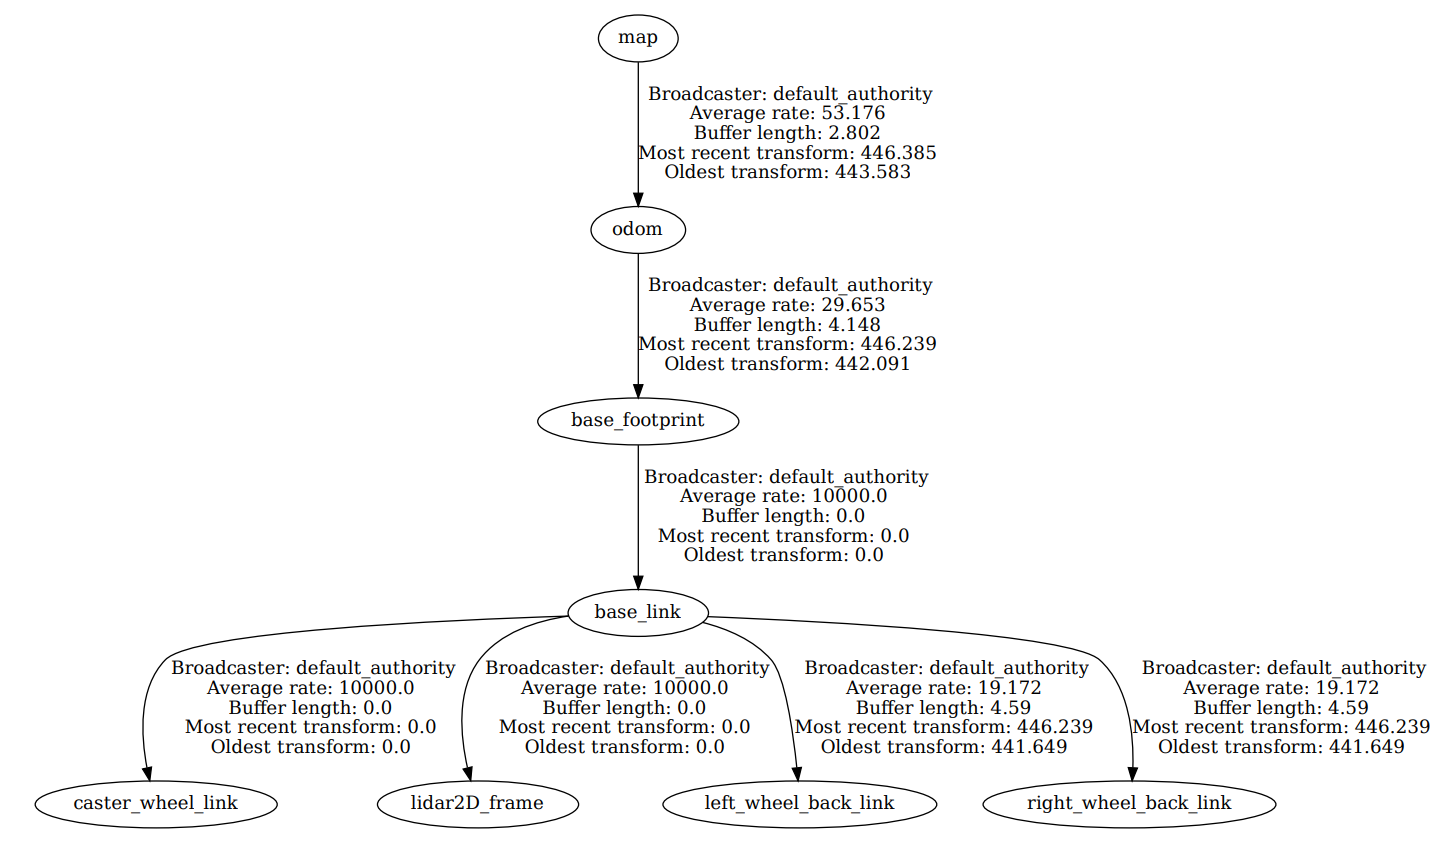 map
Broadcaster: default_authority
Average rate: 53.176
Buffer length: 2.802
Most recent transform: 446.385
Oldest transform: 443.583
odom
Broadcaster: default_authority
Average rate: 29.653
Buffer length: 4.148
Most recent transform: 446.239
Oldest transform: 442.091
base_footprint
Broadcaster: default_authority
Average rate: 10000.0
Buffer length: 0.0
Most recent transform: 0.0
Oldest transform: 0.0
base_link
Broadcaster: default_authority
Average rate: 10000.0
Buffer length: 0.0
Most recent transform: 0.0
Oldest transform: 0.0
Broadcaster: default_authority
Average rate: 10000.0
Buffer length: 0.0
Most recent transform: 0.0
Oldest transform: 0.0
Broadcaster: default_authority
Average rate: 19.172
Buffer length: 4.59
Most recent transform: 446.239
Oldest transform: 441.649
Broadcaster: default_authority
Average rate: 19.172
Buffer length: 4.59
Most recent transform: 446.239
Oldest transform: 441.649
caster_wheel_link
lidar2D_frame
left_wheel_back_link
right_wheel_back_link